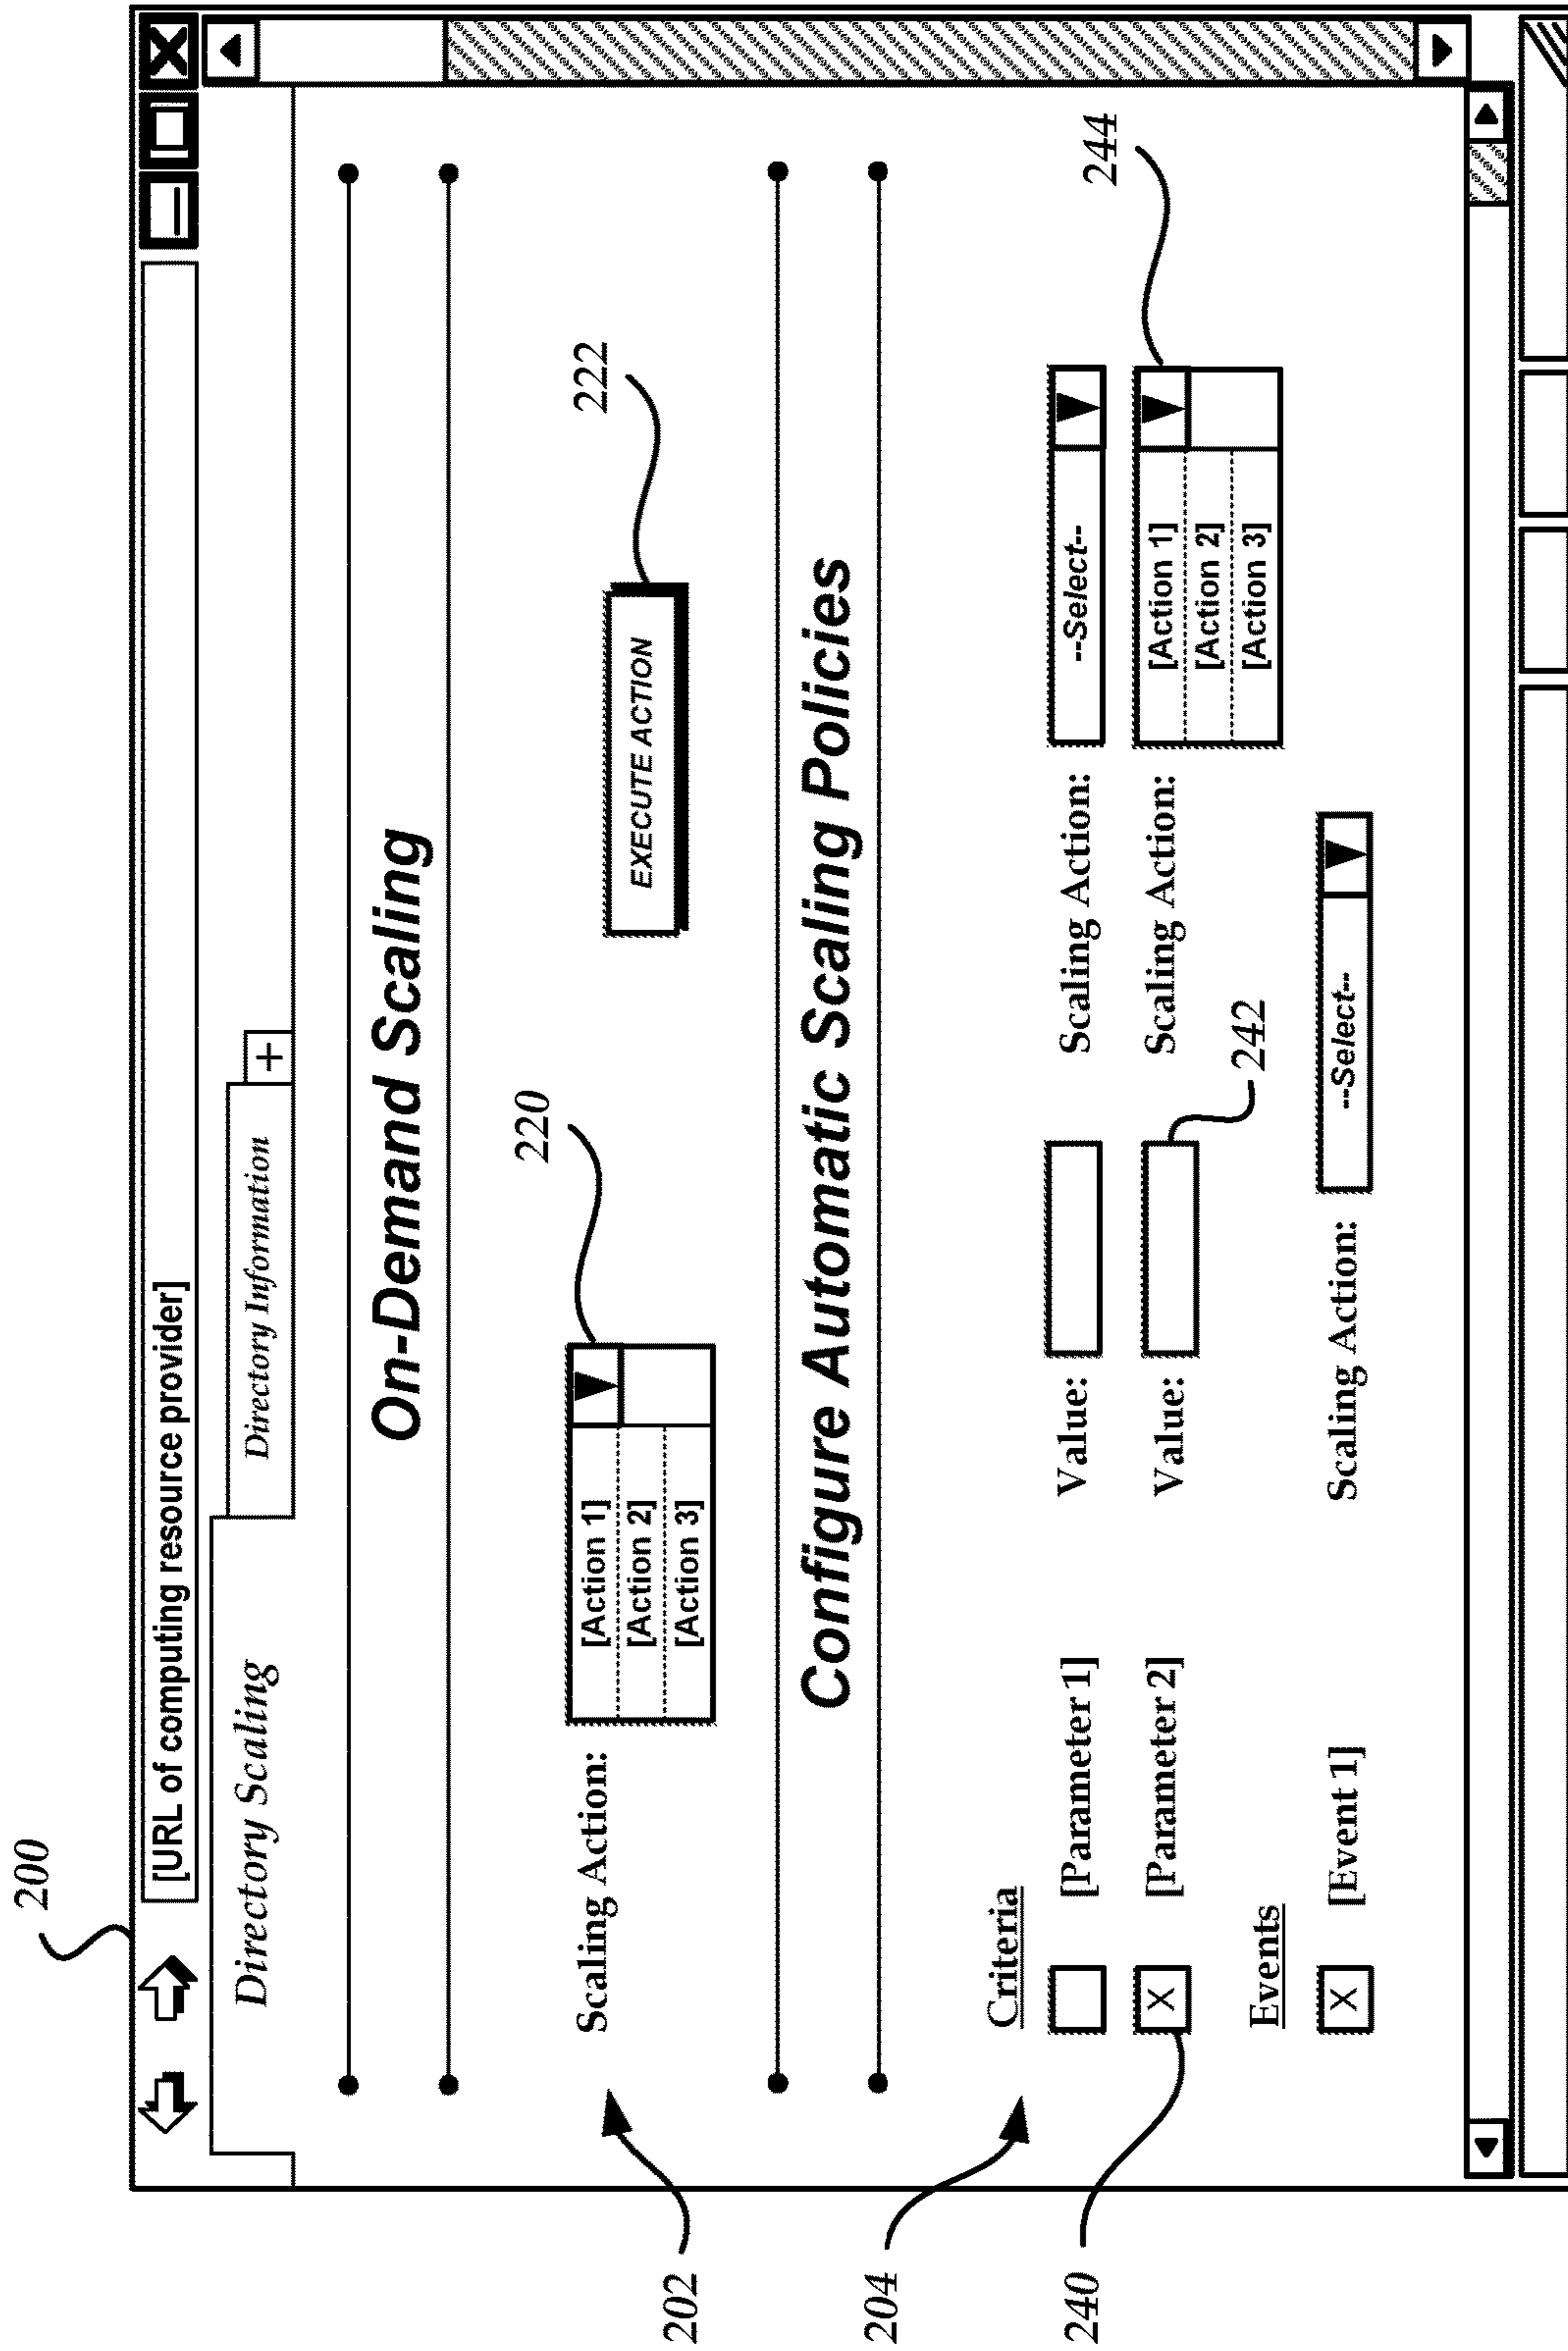 200
[URL of computing resource provider]
Directory Scaling
Directory Information
+
On-Demand Scaling
220
222
202
Scaling Action:
[Action 1]
[Action 2]
[Action 3]
EXECUTE ACTION
Configure Automatic Scaling Policies
204
244
Criteria
[Parameter 1] Value: Scaling Action: --Select--
240
X [Parameter 2] Value: Scaling Action: [Action 1]
[Action 2]
[Action 3]
242
Events
X [Event 1] Scaling Action: --Select--